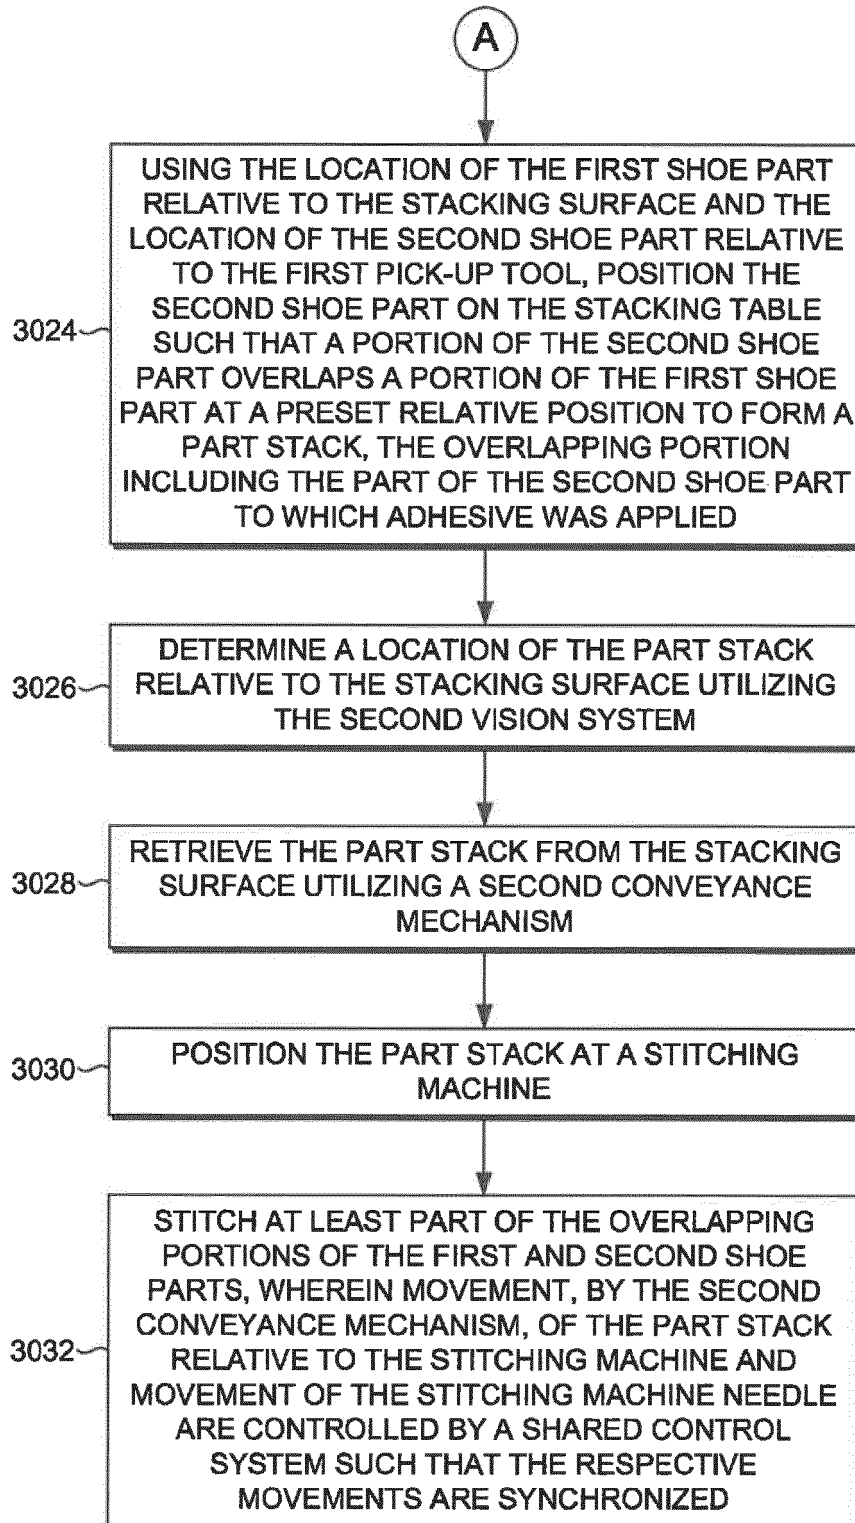 A
USING THE LOCATION OF THE FIRST SHOE PART
RELATIVE TO THE STACKING SURFACE AND THE
LOCATION OF THE SECOND SHOE PART RELATIVE
TO THE FIRST PICK-UP TOOL, POSITION THE
SECOND SHOE PART ON THE STACKING TABLE
3024
SUCH THAT A PORTION OF THE SECOND SHOE
PART OVERLAPS A PORTION OF THE FIRST SHOE
PART AT A PRESET RELATIVE POSITION TO FORM A
PART STACK, THE OVERLAPPING PORTION
INCLUDING THE PART OF THE SECOND SHOE PART
TO WHICH ADHESIVE WAS APPLIED
DETERMINE A LOCATION OF THE PART STACK
3026
RELATIVE TO THE STACKING SURFACE UTILIZING
THE SECOND VISION SYSTEM
RETRIEVE THE PART STACK FROM THE STACKING
3028
SURFACE UTILIZING A SECOND CONVEYANCE
MECHANISM
3030
POSITION THE PART STACK AT A STITCHING
MACHINE
STITCH AT LEAST PART OF THE OVERLAPPING
PORTIONS OF THE FIRST AND SECOND SHOE
PARTS, WHEREIN MOVEMENT, BY THE SECOND
CONVEYANCE MECHANISM, OF THE PART STACK
3032
RELATIVE TO THE STITCHING MACHINE AND
MOVEMENT OF THE STITCHING MACHINE NEEDLE
ARE CONTROLLED BY A SHARED CONTROL
SYSTEM SUCH THAT THE RESPECTIVE
MOVEMENTS ARE SYNCHRONIZED